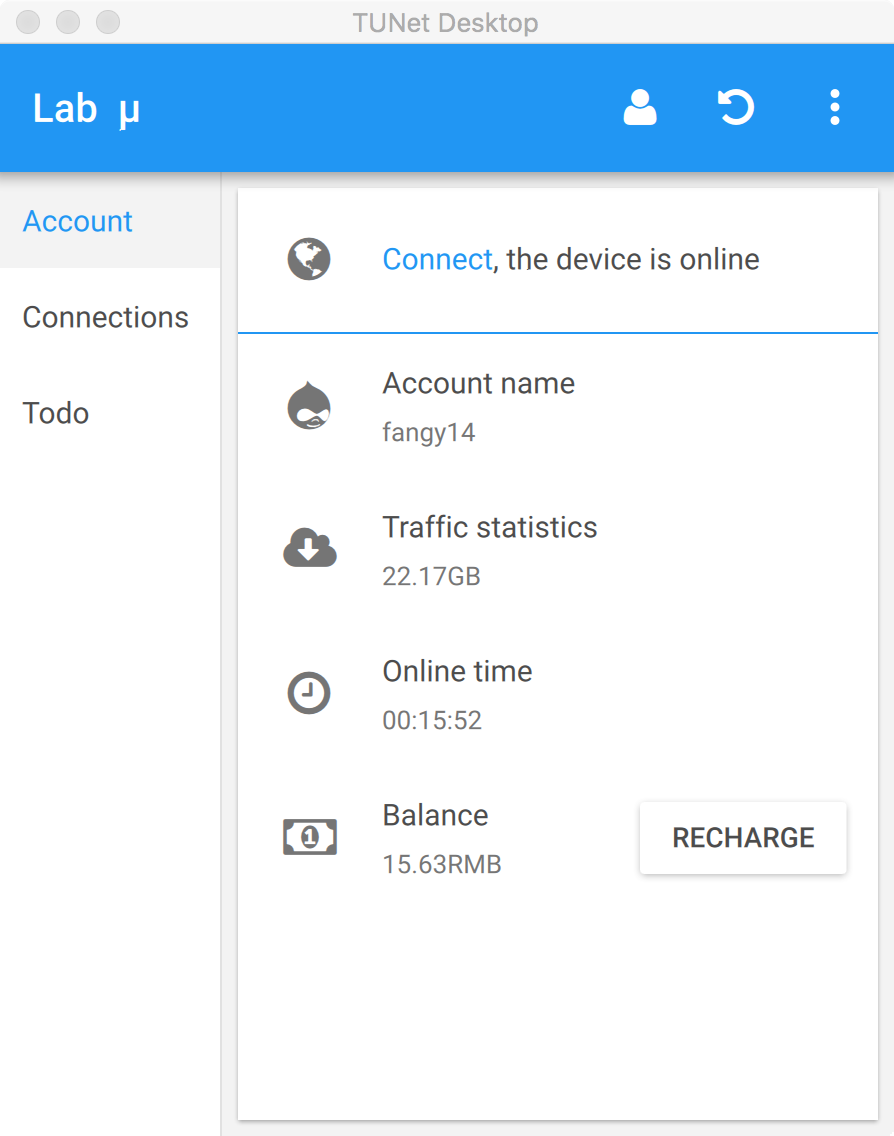 TUNet Desktop
Lab μ
Account
Connections
Todo
Connect, the device is online
Account name
fangy14
Traffic statistics
22.17GB
Online time
00:15:52
1
Balance
15.63RMB
RECHARGE